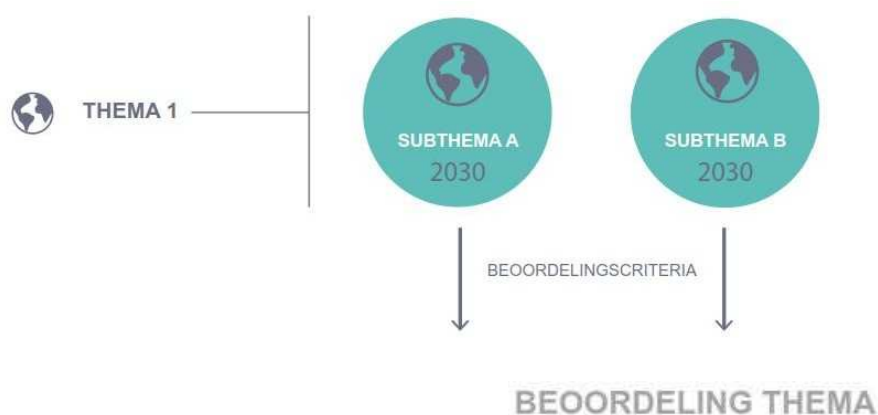 THEMA 1
SUBTHEMA A
2030
SUBTHEMA B
2030
BEOORDELINGSCRITERIA
BEOORDELING THEMA